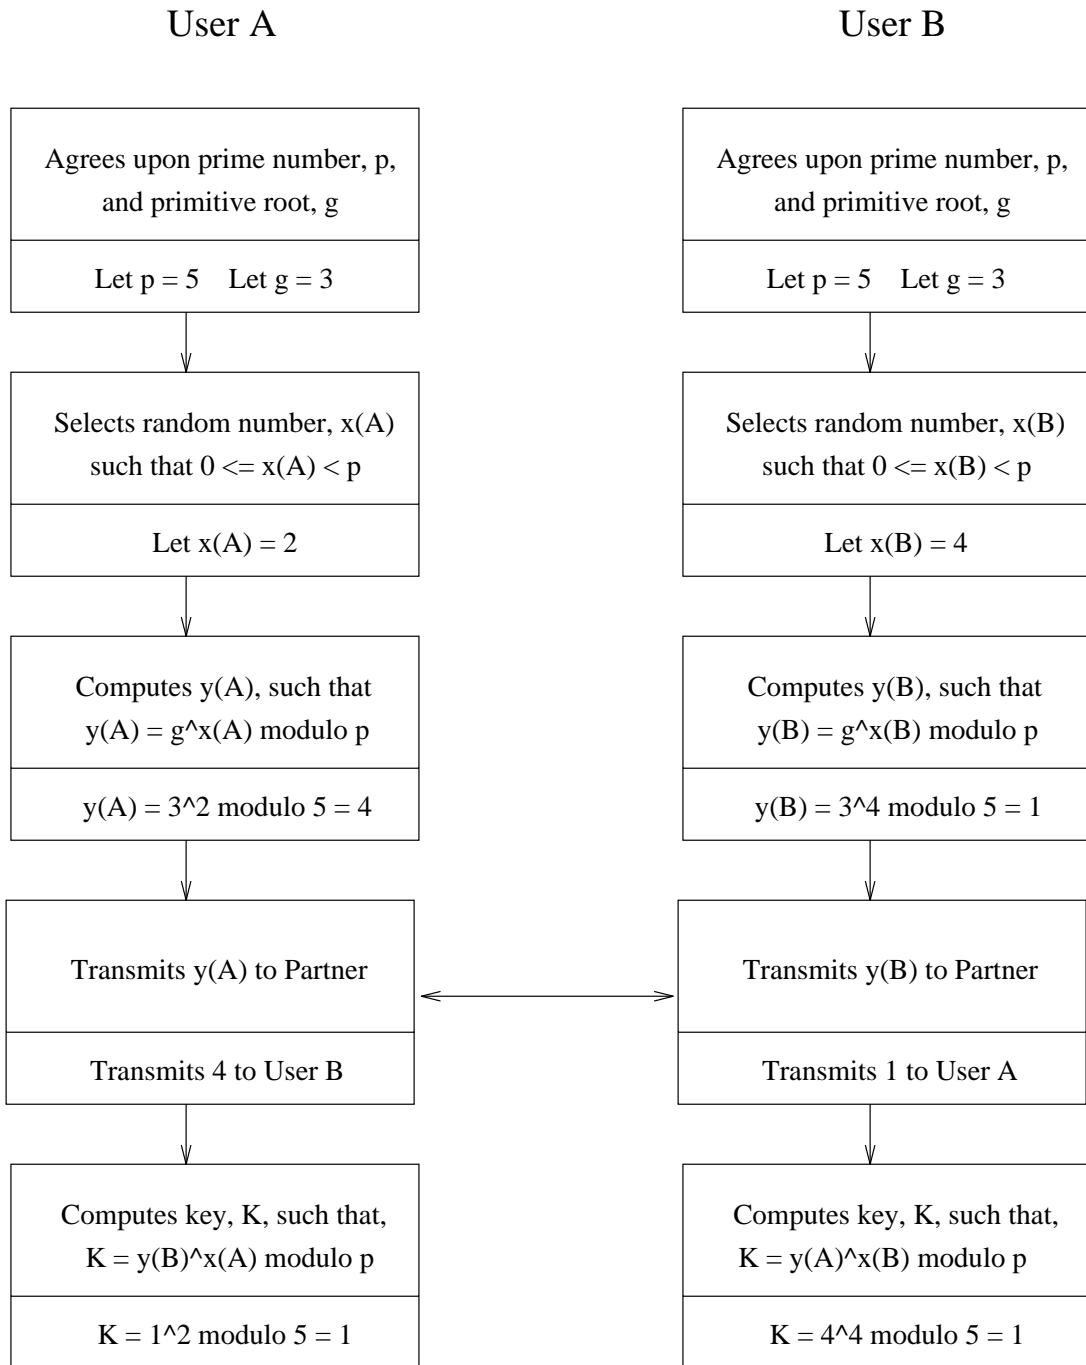 User A
User B
Agrees upon prime number, p,
and primitive root, g
Let p = 5 Let g = 3
Agrees upon prime number, p,
and primitive root, g
Let p = 5 Let g = 3
Selects random number, x(A)
such that 0 <= x(A) < p
Let x(A) = 2
Selects random number, x(B)
such that 0 <= x(B) < p
Let x(B) = 4
Computes y(A), such that
y(A) = g^x(A) modulo p
y(A) = 3^2 modulo 5 = 4
Computes y(B), such that
y(B) = g^x(B) modulo p
y(B) = 3^4 modulo 5 = 1
Transmits y(A) to Partner
Transmits 4 to User B
Transmits y(B) to Partner
Transmits 1 to User A
Computes key, K, such that,
K = y(B)^x(A) modulo p
K = 1^2 modulo 5 = 1
Computes key, K, such that,
K = y(A)^x(B) modulo p
K = 4^4 modulo 5 = 1